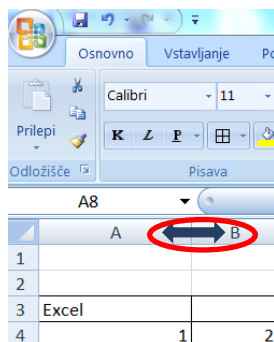 Osnovno Vstavljanje
Calibri 11
Prilepi K L P
Odložišče Pisava
A8
A B
1
2
3 Excel
4 1 2